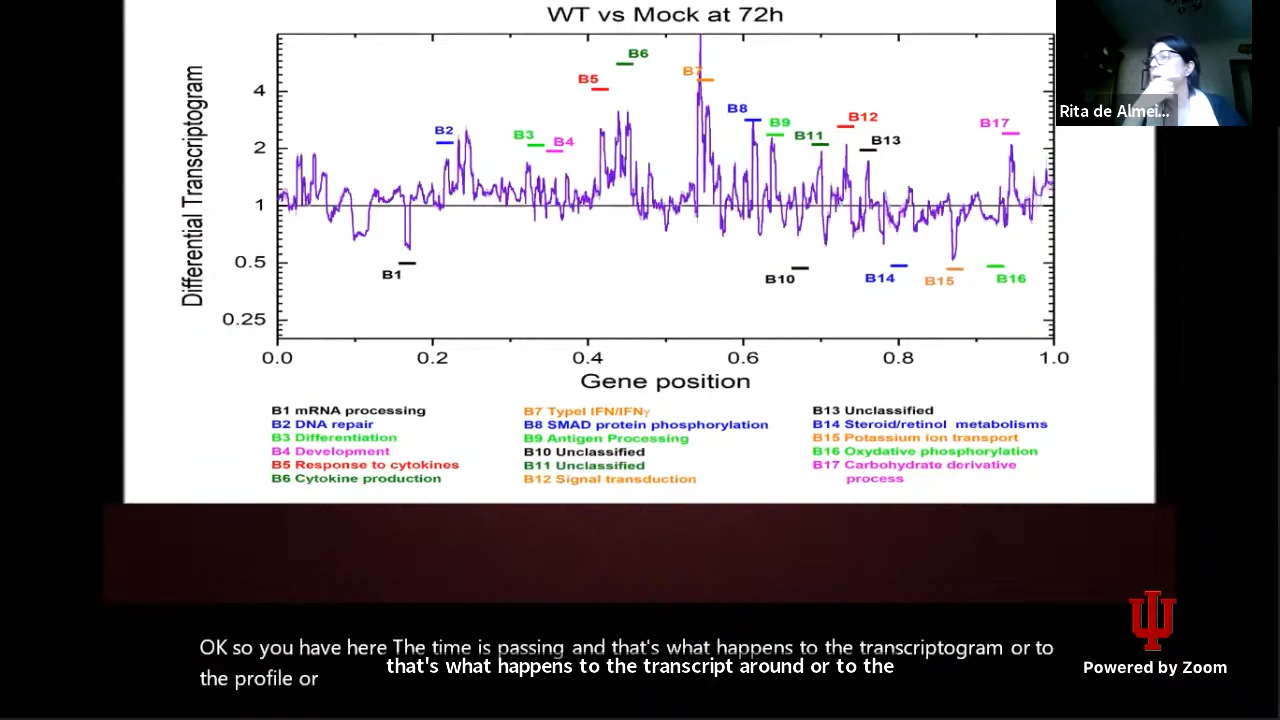 WT vs Mock at 72h
Differential Transcriptogram
4
2
1
0.5
0.25
B1
B2
B3
B4
B5
B6
B7
B8
B9
B10
B11
B12
B13
B14
B15
B16
B17
0.0 0.2 0.4 0.6 0.8 1.0
Gene position
B1 mRNA processing
B2 DNA repair
B3 Differentiation
B4 Development
B5 Response to cytokines
B6 Cytokine production
B7 TypeI IFN/IFNγ
B8 SMAD protein phosphorylation
B9 Antigen Processing
B10 Unclassified
B11 Unclassified
B12 Signal transduction
B13 Unclassified
B14 Steroid/retinol metabolisms
B15 Potassium ion transport
B16 Oxydative phosphorylation
B17 Carbohydrate derivative
process
Rita de Almei...
OK so you have here The time is passing and that's what happens to the transcriptogram or to
the profile or
that's what happens to the transcript around or to the
Powered by Zoom